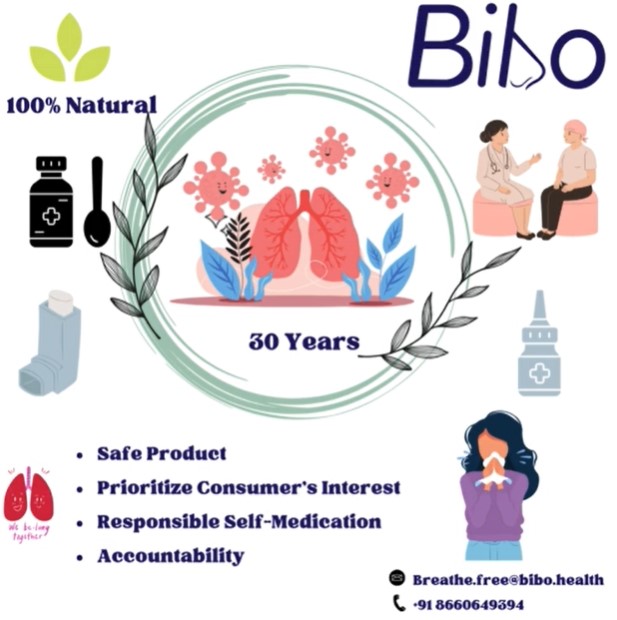 Bibo
100% Natural
30 Years
• Safe Product
• Prioritize Consumer's Interest
• Responsible Self-Medication
• Accountability
We be-long
together
Breathe.free@bibo.health
+91 8660649394